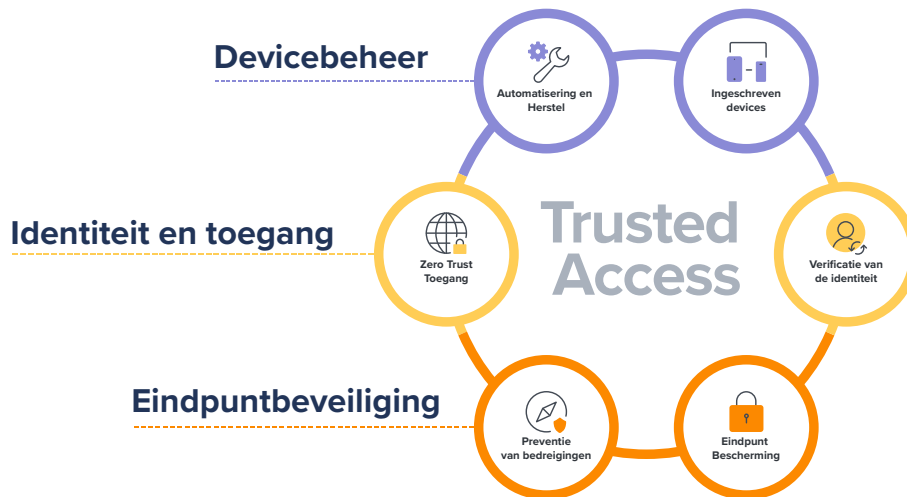 Devicebeheer
Automatisering en
Herstel
Ingeschreven
devices
Identiteit en toegang
Zero Trust
Toegang
Trusted
Access
Verificatie van
de identiteit
Eindpuntbeveiliging
Preventie
van bedreigingen
Eindpunt
Bescherming